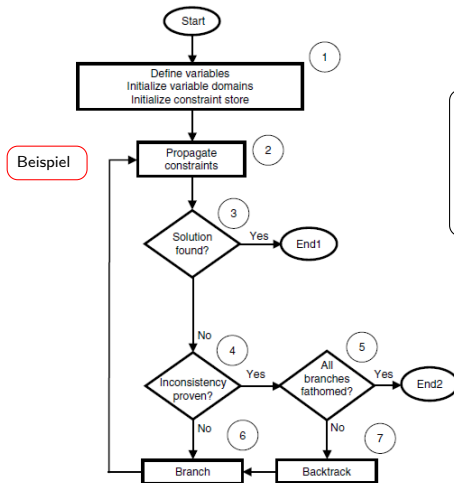 Start
1
Define variables
Initialize variable domains
Initialize constraint store
Beispiel
Propagate
constraints
2
3
Solution
found?
Yes
End1
No
4
Inconsistency
proven?
Yes
5
All
branches
fathomed?
Yes
End2
No
6
No
7
Branch
Backtrack